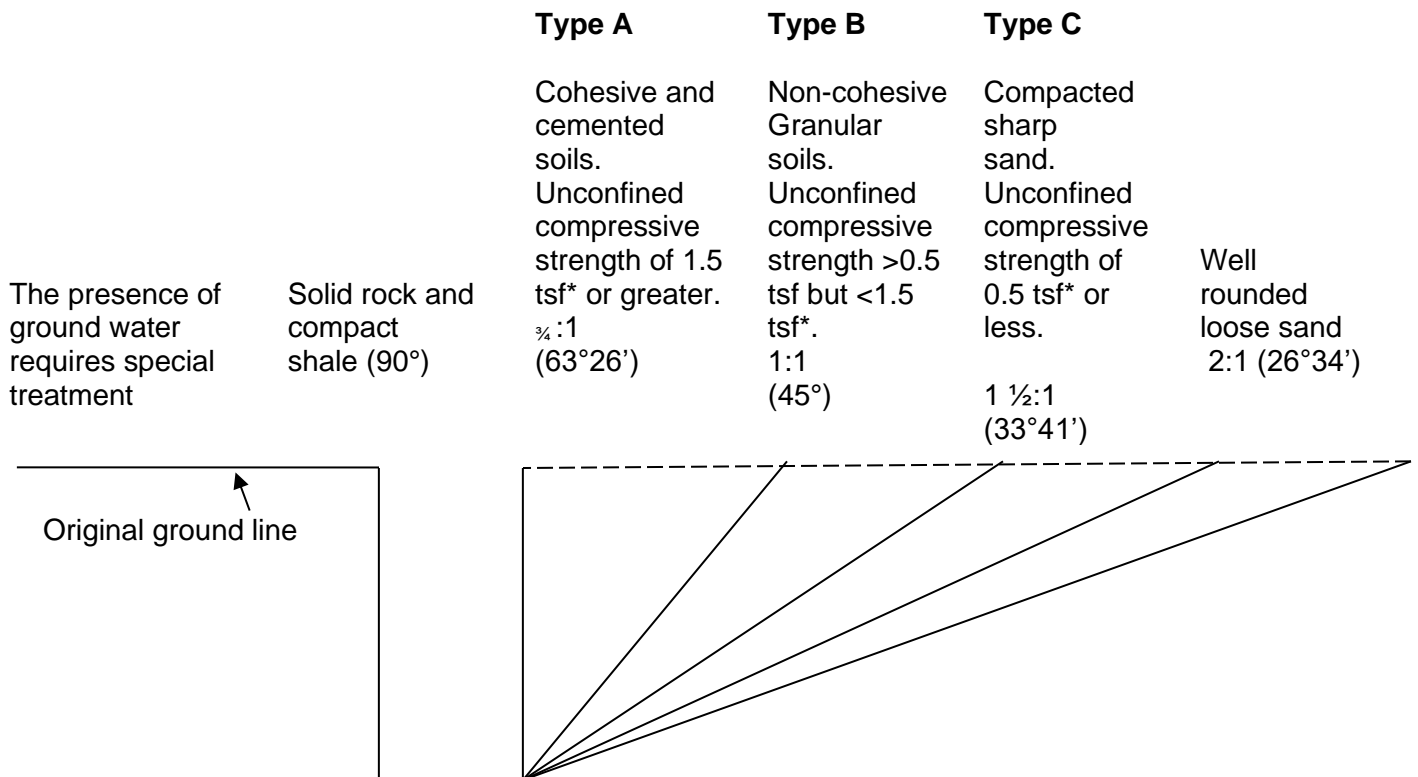 The presence of
ground water
requires special
treatment
Solid rock and
compact
shale (90°)
Type A
Cohesive and
cemented
soils.
Unconfined
compressive
strength of 1.5
tsf* or greater.
¾ :1
(63°26’)
Type B
Non-cohesive
Granular
soils.
Unconfined
compressive
strength >0.5
tsf but <1.5
tsf*.
1:1
(45°)
Type C
Compacted
sharp
sand.
Unconfined
compressive
strength of
0.5 tsf* or
less.
1 ½:1
(33°41’)
Well
rounded
loose sand
2:1 (26°34’)
Original ground line